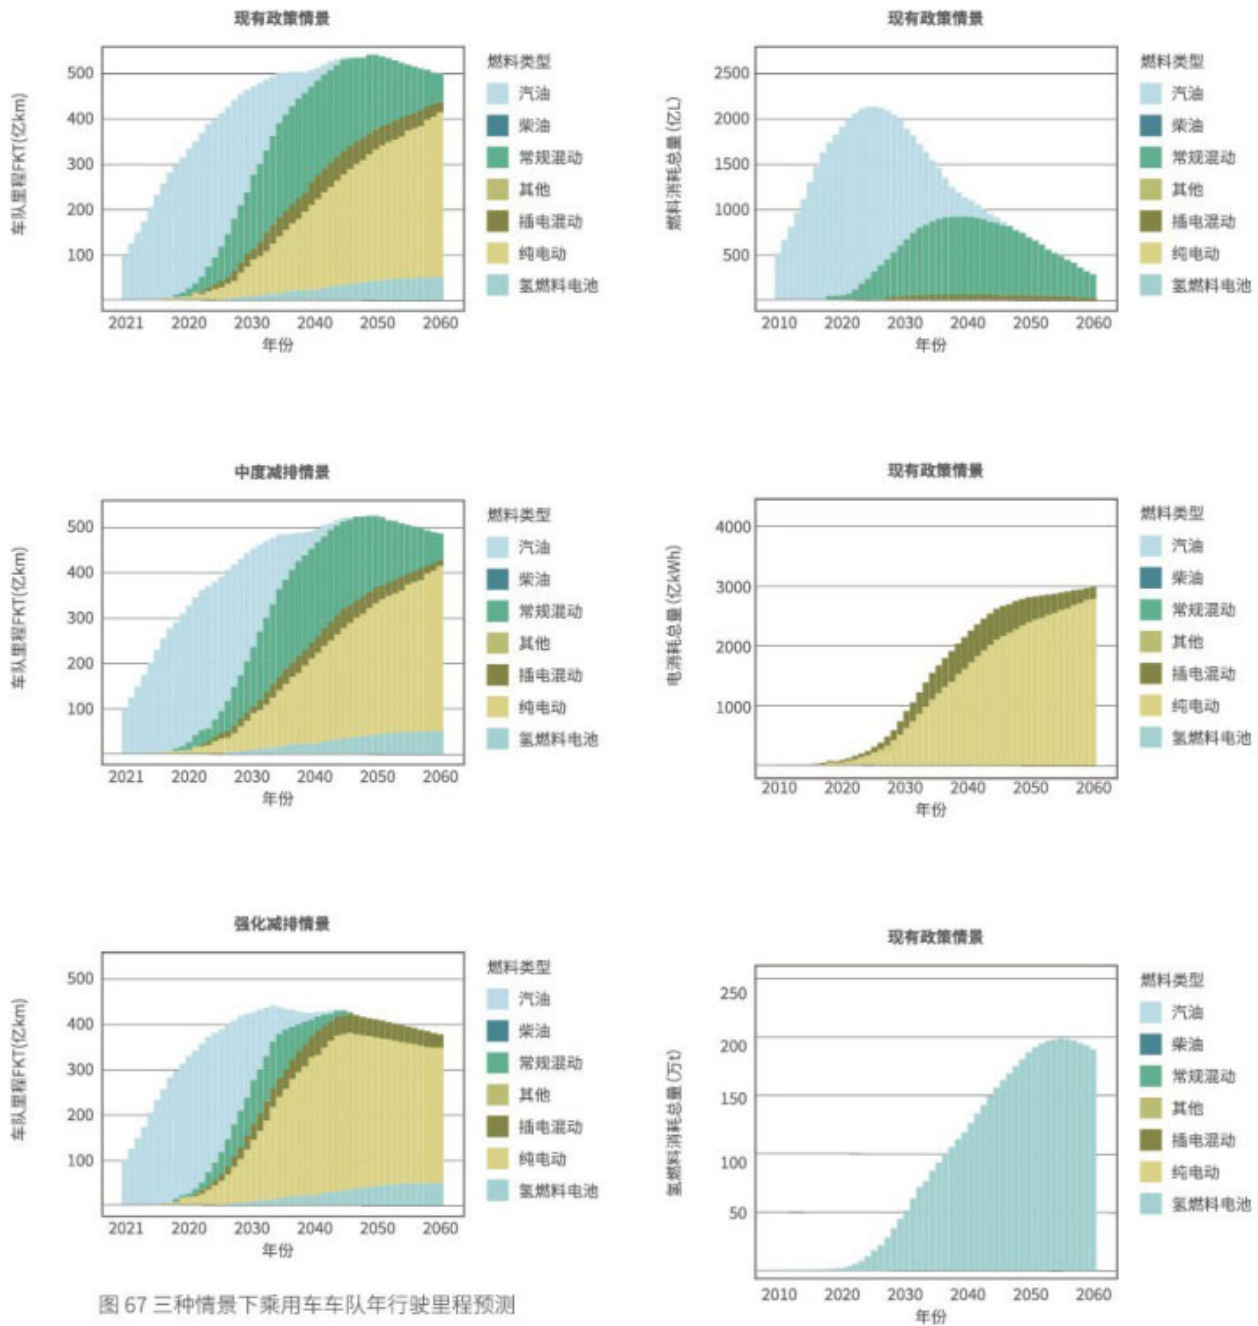 现有政策情景
车队里程FKT(亿km)
500
400
300
200
100
2021 2020 2030 2040 2050 2060
年份
燃料类型
汽油
柴油
常规混动
其他
插电混动
纯电动
氢燃料电池
现有政策情景
燃料消耗总量(亿L)
2500
2000
1500
1000
500
2010 2020 2030 2040 2050 2060
年份
燃料类型
汽油
柴油
常规混动
其他
插电混动
纯电动
氢燃料电池
中度减排情景
车队里程FKT(亿km)
500
400
300
200
100
2021 2020 2030 2040 2050 2060
年份
燃料类型
汽油
柴油
常规混动
其他
插电混动
纯电动
氢燃料电池
现有政策情景
电消耗总量(亿kWh)
4000
3000
2000
1000
2010 2020 2030 2040 2050 2060
年份
燃料类型
汽油
柴油
常规混动
其他
插电混动
纯电动
氢燃料电池
强化减排情景
车队里程FKT(亿km)
500
400
300
200
100
2021 2020 2030 2040 2050 2060
年份
燃料类型
汽油
柴油
常规混动
其他
插电混动
纯电动
氢燃料电池
现有政策情景
氢燃料消耗总量(万t)
250
200
150
100
50
2010 2020 2030 2040 2050 2060
年份
燃料类型
汽油
柴油
常规混动
其他
插电混动
纯电动
氢燃料电池
图 67 三种情景下乘用车车队年行驶里程预测